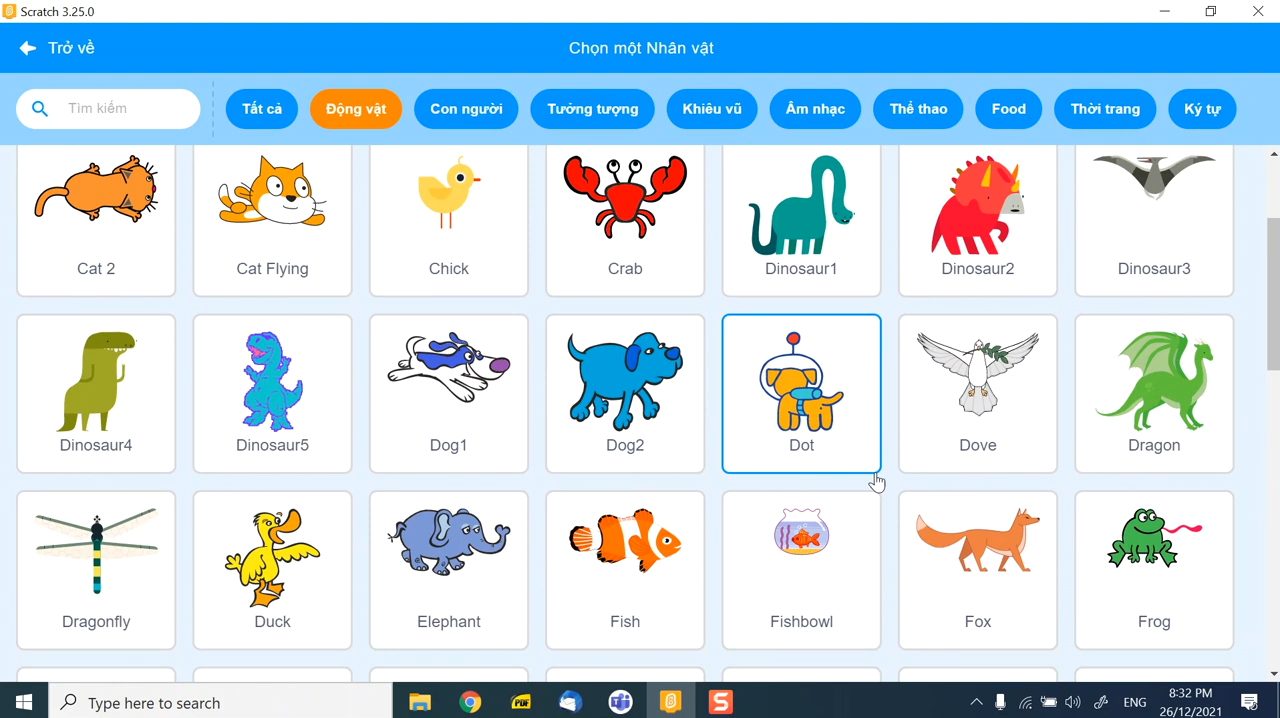 Scratch 3.25.0
Trở về
Chọn một Nhân vật
Tìm kiếm
Tất cả
Động vật
Con người
Tưởng tượng
Khiêu vũ
Âm nhạc
Thể thao
Food
Thời trang
Ký tự
Cat 2
Cat Flying
Chick
Crab
Dinosaur1
Dinosaur2
Dinosaur3
Dinosaur4
Dinosaur5
Dog1
Dog2
Dot
Dove
Dragon
Dragonfly
Duck
Elephant
Fish
Fishbowl
Fox
Frog
Type here to search
PDF
S
ENG
8:32 PM
26/12/2021